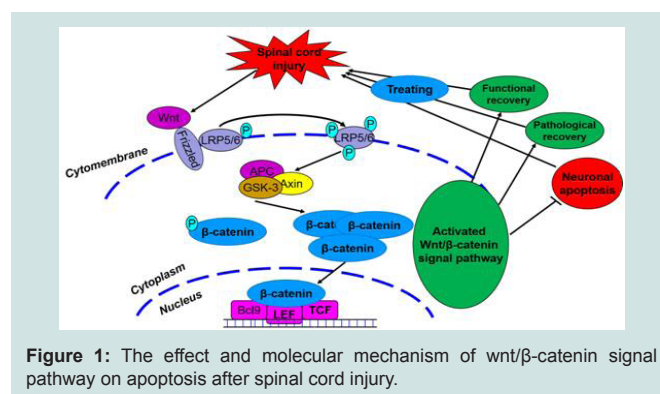 Spinal cord
injury
Treating
Functional
recovery
Pathological
recovery
Neuronal
apoptosis
Wnt
Frizzled
LRP5/6
P
P
P
LRP5/6
P
Cytomembrane
APC
GSK-3
Axin
P
β-catenin
β-cat
β-catenin
β-catenin
Activated
Wnt/β-catenin
signal pathway
Cytoplasm
Nucleus
β-catenin
Bcl9
LEF
TCF
Figure 1: The effect and molecular mechanism of wnt/β-catenin signal
pathway on apoptosis after spinal cord injury.